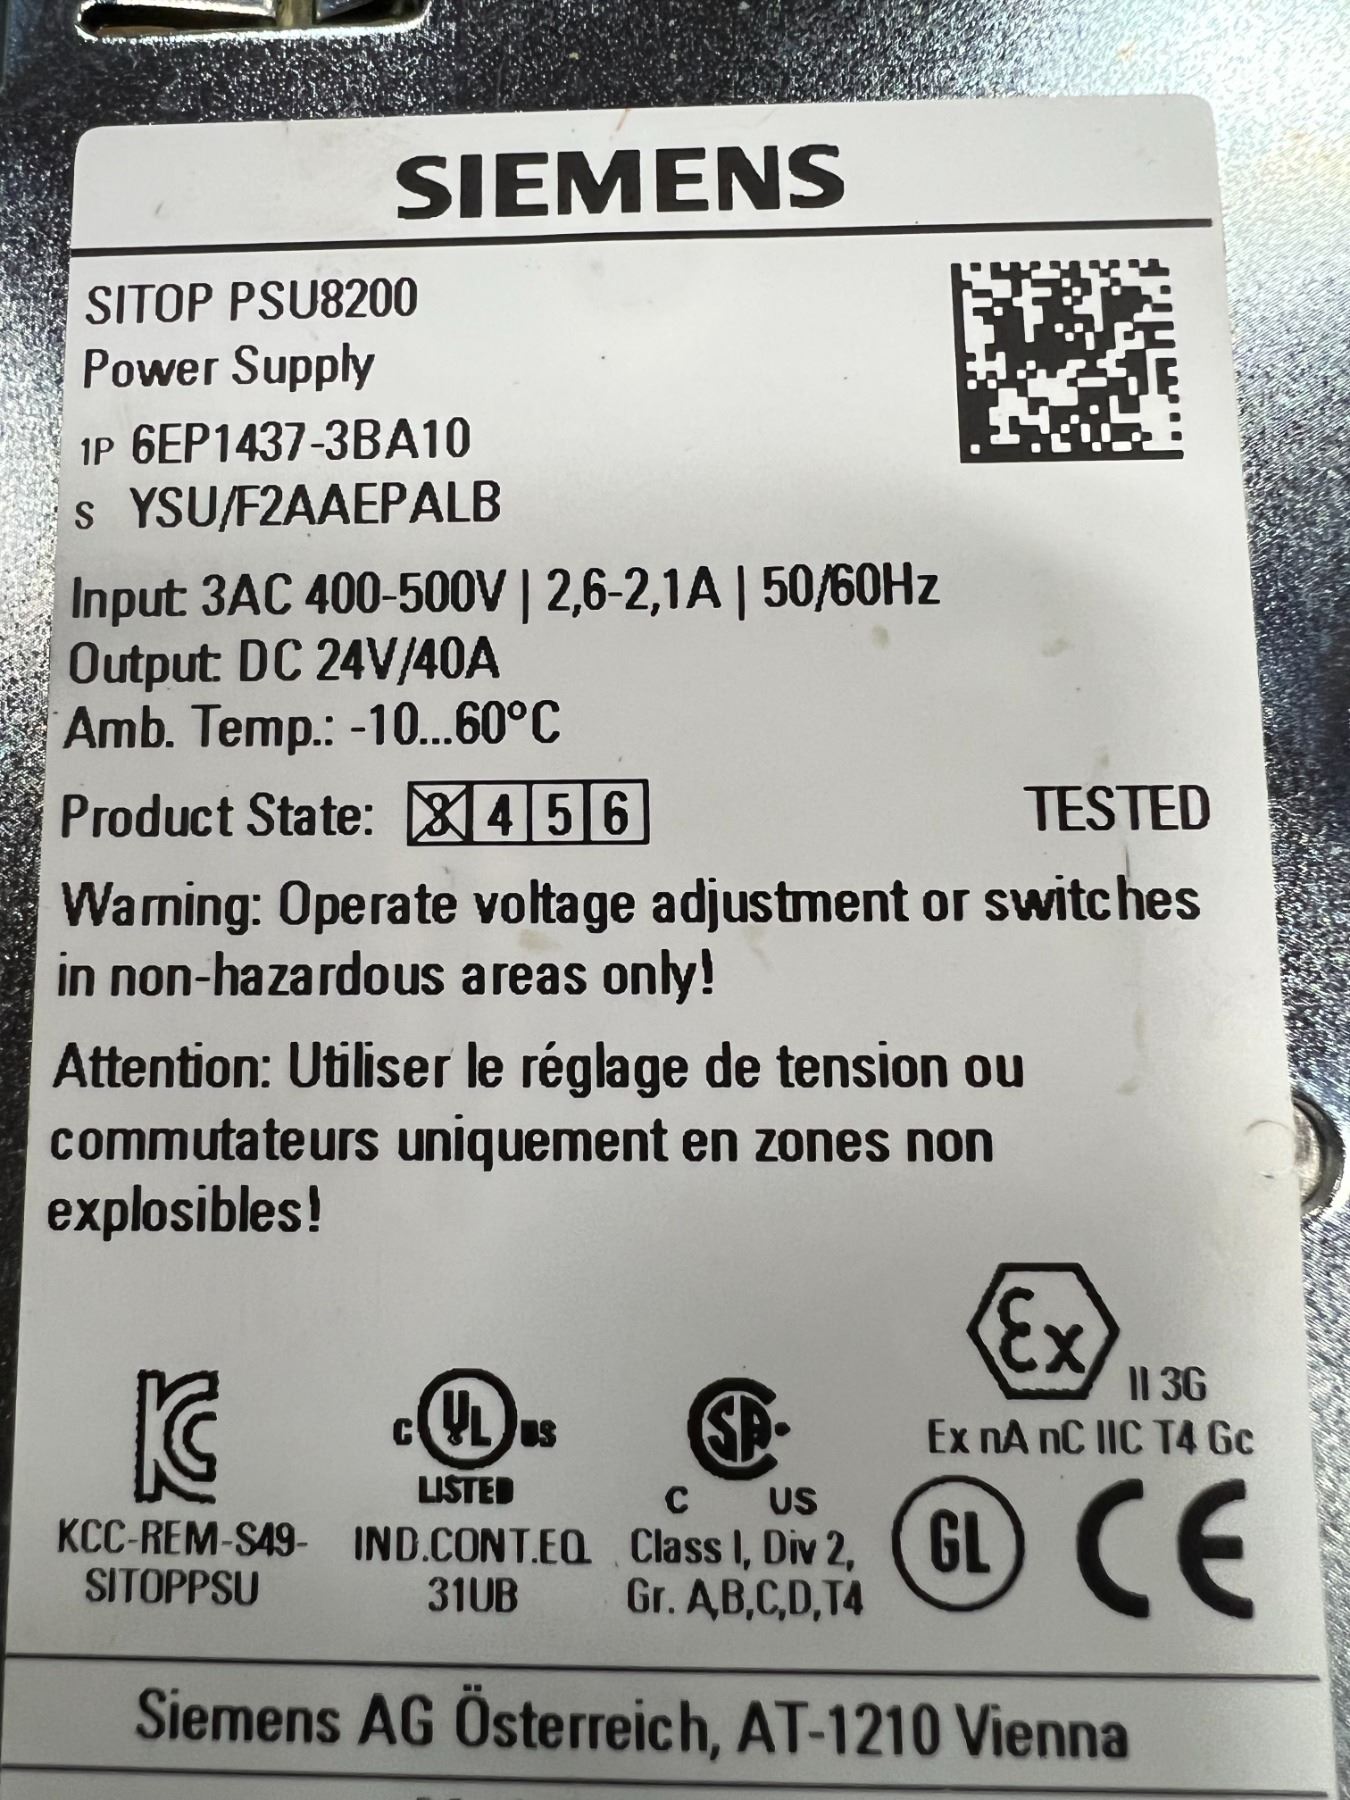 SIEMENS
SITOP PSU8200
Power Supply
1P 6EP1437-3BA10
S YSU/F2AAEPALB
Input: 3AC 400-500V | 2,6-2,1A | 50/60Hz
Output: DC 24V/40A
Amb. Temp.: -10...60°C
Product State: 3 4 5 6 TESTED
Warning: Operate voltage adjustment or switches
in non-hazardous areas only!
Attention: Utiliser le réglage de tension ou
commutateurs uniquement en zones non
explosibles!
Ex II 3G
Ex nA nC IIC T4 Gc
KC
KCC-REM-S49-
SITOPPSU
C UL US
LISTED
IND.CONT.EQ
31UB
SA
C US
Class I, Div 2,
Gr. A,B,C,D,T4
GL CE
Siemens AG Österreich, AT-1210 Vienna